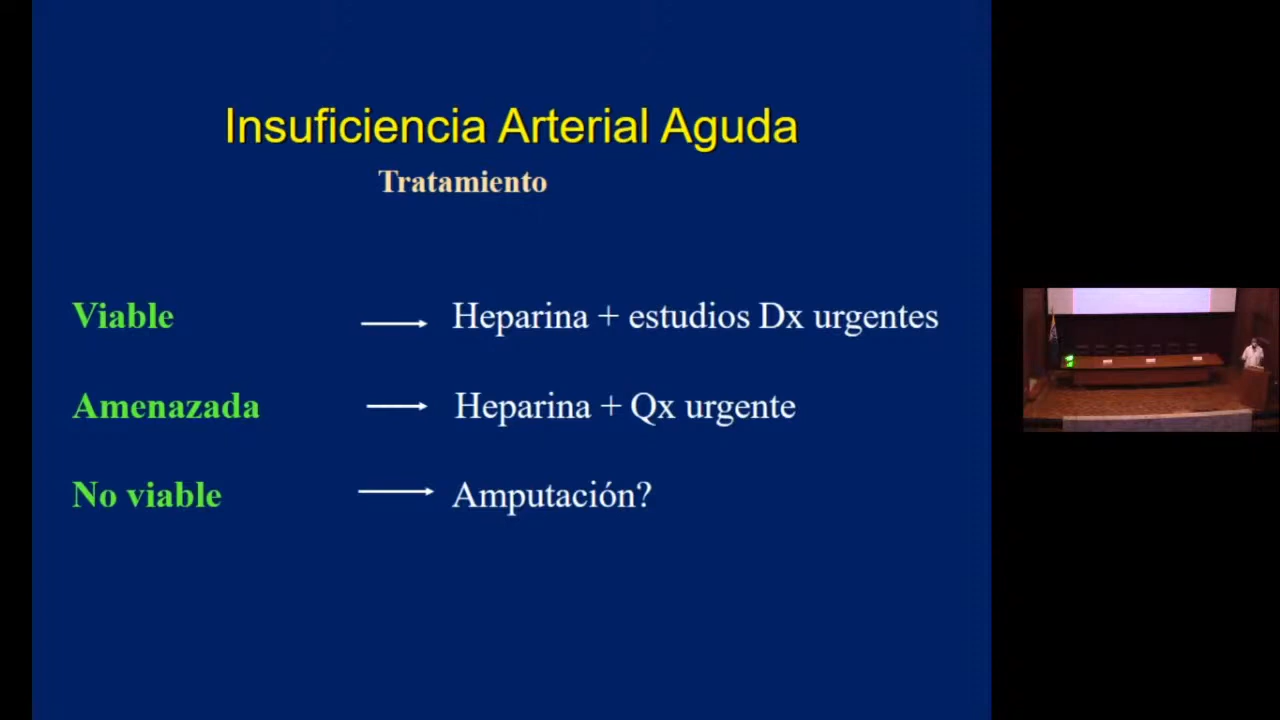 Insuficiencia Arterial Aguda
Tratamiento
Viable Heparina + estudios Dx urgentes
Amenazada Heparina + Qx urgente
No viable Amputación?